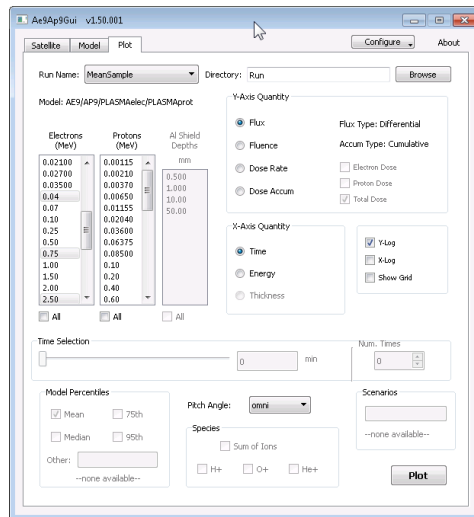 Ae9Ap9Gui v1.50.001
Satellite Model Plot Configure About
Run Name: MeanSample Directory: Run Browse
Model: AE9/AP9/PLASMAelec/PLASMAprot
Electrons (MeV)
0.02100
0.02700
0.03500
0.04
0.07
0.10
0.25
0.50
0.75
1.00
1.50
2.00
2.50
All
Protons (MeV)
0.00115
0.00210
0.00370
0.00650
0.01155
0.02040
0.03600
0.06375
0.08500
0.10
0.20
0.40
0.60
All
Al Shield Depths
mm
0.500
1.000
10.00
50.00
All
Y-Axis Quantity
Flux
Fluence
Dose Rate
Dose Accum
Flux Type: Differential
Accum Type: Cumulative
Electron Dose
Proton Dose
Total Dose
X-Axis Quantity
Time
Energy
Thickness
Y-Log
X-Log
Show Grid
Time Selection
0 min
Num. Times
0
Model Percentiles
Mean 75th
Median 95th
Other:
--none available--
Pitch Angle: omni
Species
Sum of Ions
H+ O+ He+
Scenarios
--none available--
Plot